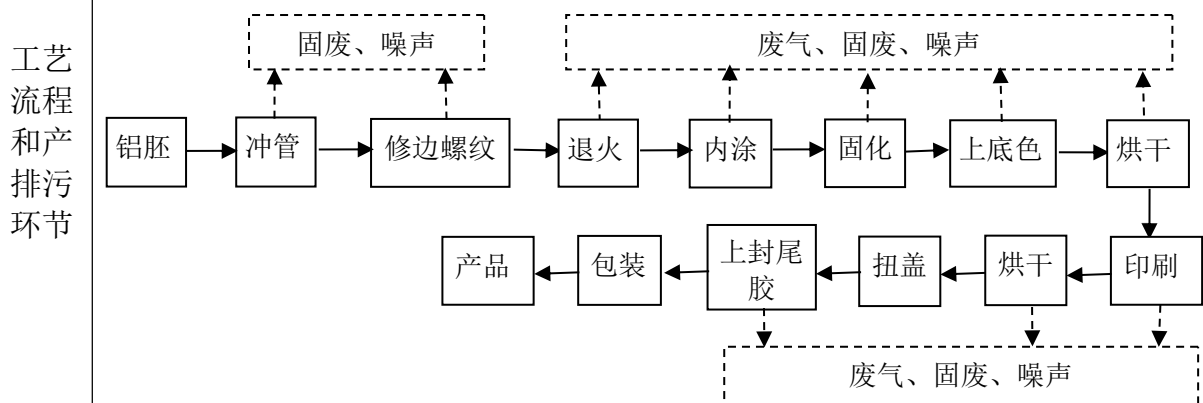 工艺
流程
和产
排污
环节
固废、噪声
废气、固废、噪声
铝胚
冲管
修边螺纹
退火
内涂
固化
上底色
烘干
产品
包装
上封尾
胶
扭盖
烘干
印刷
废气、固废、噪声